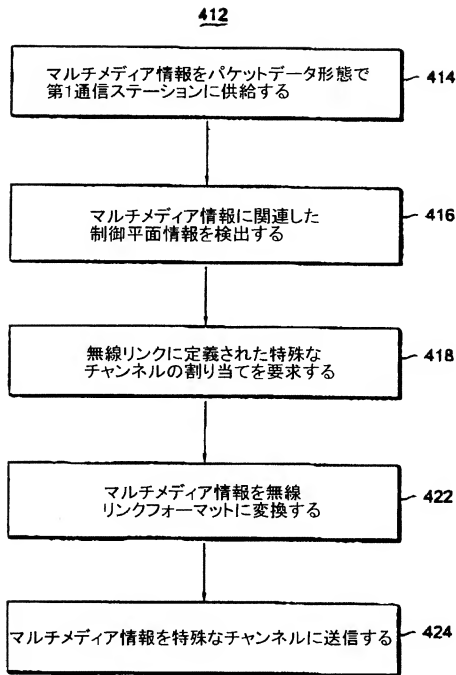 412
マルチメディア情報をパケットデータ形態で
第1通信ステーションに供給する
414
マルチメディア情報に関連した
制御平面情報を検出する
416
無線リンクに定義された特殊な
チャンネルの割り当てを要求する
418
マルチメディア情報を無線
リンクフォーマットに変換する
422
マルチメディア情報を特殊なチャンネルに送信する
424